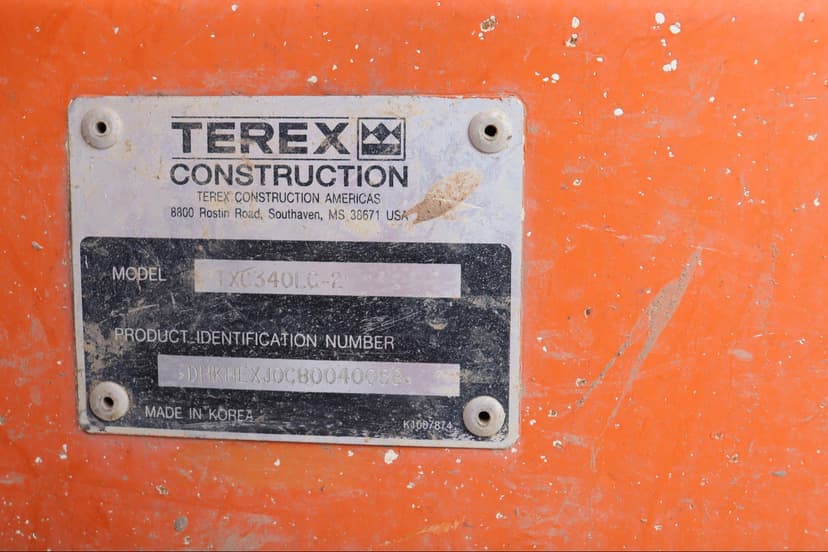 TEREX
CONSTRUCTION
TEREX CONSTRUCTION AMERICAS
8800 Rostin Road, Southaven, MS 38671 USA
MODEL TXC340LC-2
PRODUCT IDENTIFICATION NUMBER
MADE IN KOREA
K1007874